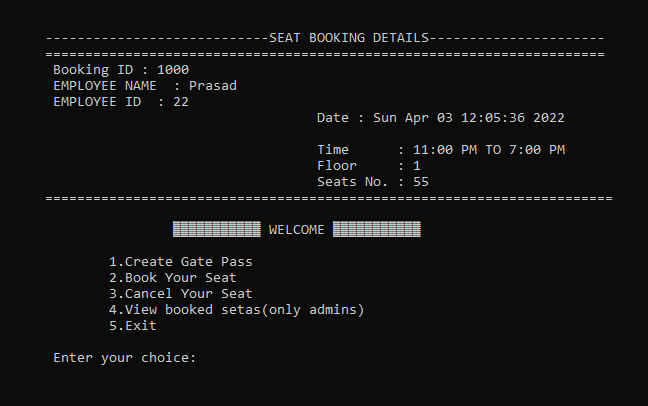 ----------------------------SEAT BOOKING DETAILS----------------------
======================================================================
Booking ID : 1000
EMPLOYEE NAME  : Prasad
EMPLOYEE ID  : 22
Date : Sun Apr 03 12:05:36 2022
Time      : 11:00 PM TO 7:00 PM
Floor     : 1
Seats No. : 55
=======================================================================
▓▓▓▓▓▓▓▓▓▓▓ WELCOME ▓▓▓▓▓▓▓▓▓▓▓
1.Create Gate Pass
2.Book Your Seat
3.Cancel Your Seat
4.View booked setas(only admins)
5.Exit
Enter your choice: